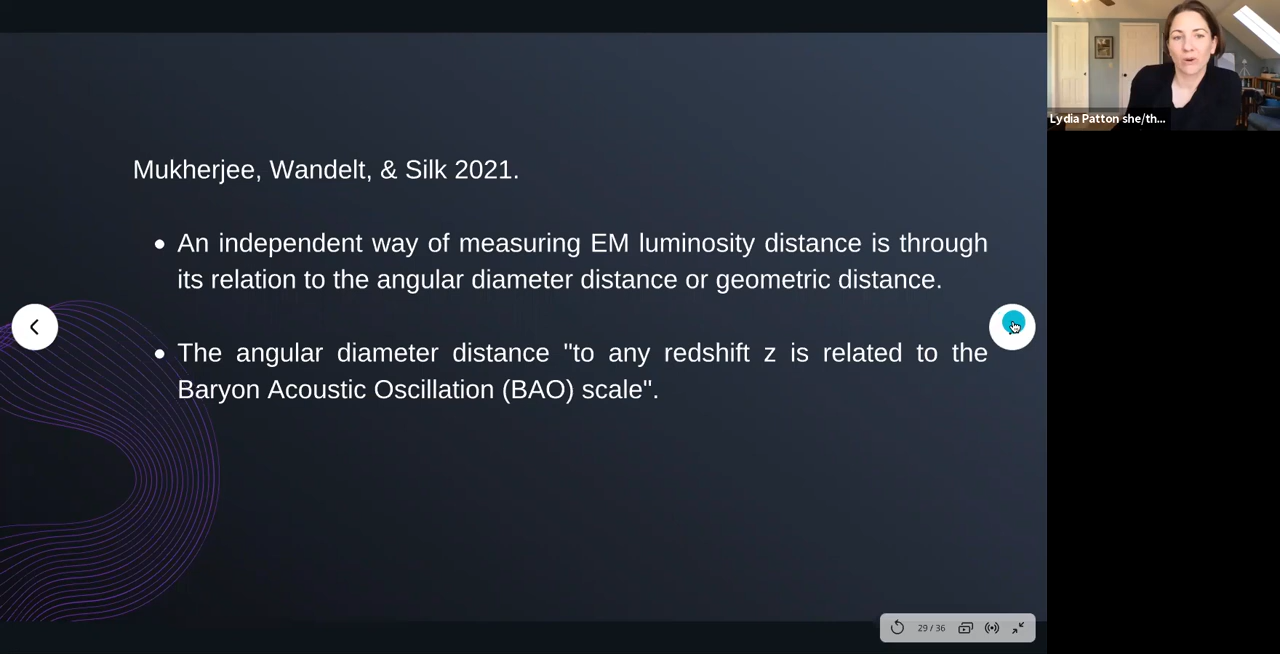 Mukherjee, Wandelt, & Silk 2021.
An independent way of measuring EM luminosity distance is through
its relation to the angular diameter distance or geometric distance.
The angular diameter distance "to any redshift z is related to the
Baryon Acoustic Oscillation (BAO) scale".
Lydia Patton she/th...
29 / 36